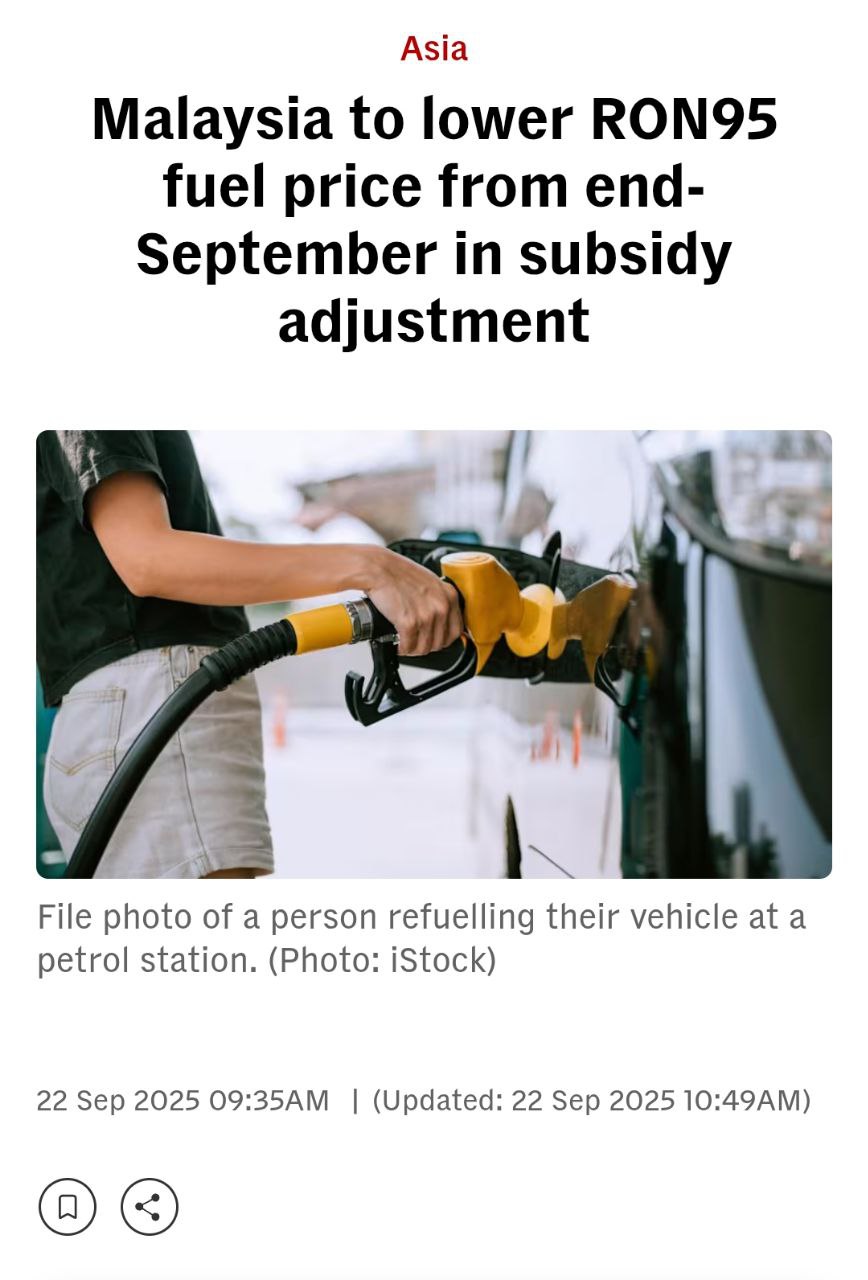 Asia
Malaysia to lower RON95
fuel price from end-
September in subsidy
adjustment
File photo of a person refuelling their vehicle at a
petrol station. (Photo: iStock)
22 Sep 2025 09:35AM | (Updated: 22 Sep 2025 10:49AM)